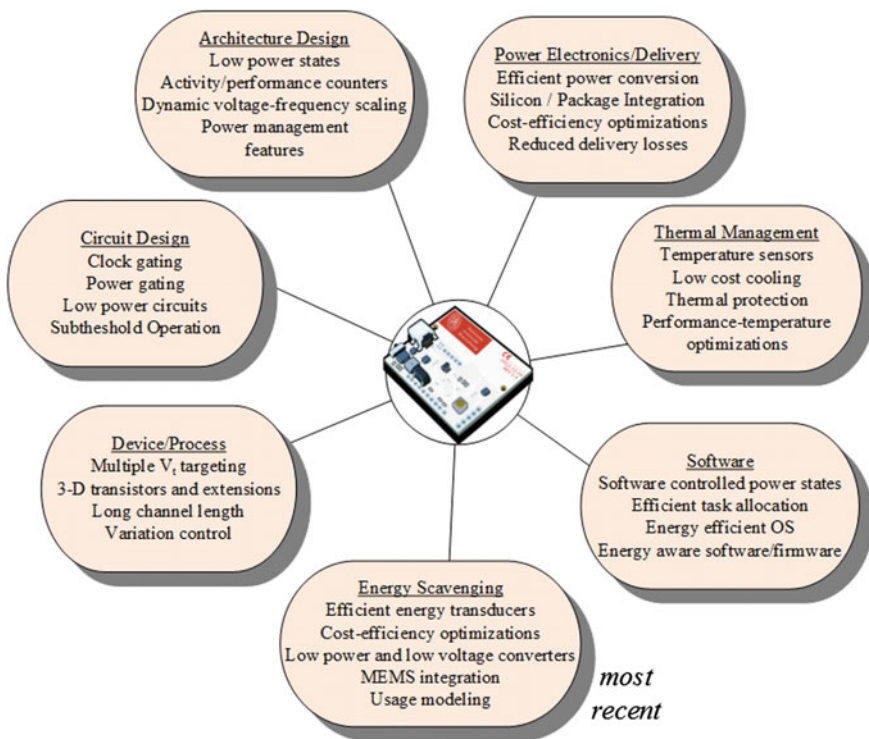 Architecture Design
Low power states
Activity/performance counters
Dynamic voltage-frequency scaling
Power management
features
Power Electronics/Delivery
Efficient power conversion
Silicon / Package Integration
Cost-efficiency optimizations
Reduced delivery losses
Circuit Design
Clock gating
Power gating
Low power circuits
Subtheshold Operation
Thermal Management
Temperature sensors
Low cost cooling
Thermal protection
Performance-temperature
optimizations
Device/Process
Multiple Vt targeting
3-D transistors and extensions
Long channel length
Variation control
Software
Software controlled power states
Efficient task allocation
Energy efficient OS
Energy aware software/firmware
Energy Scavenging
Efficient energy transducers
Cost-efficiency optimizations
Low power and low voltage converters
MEMS integration
Usage modeling
most
recent